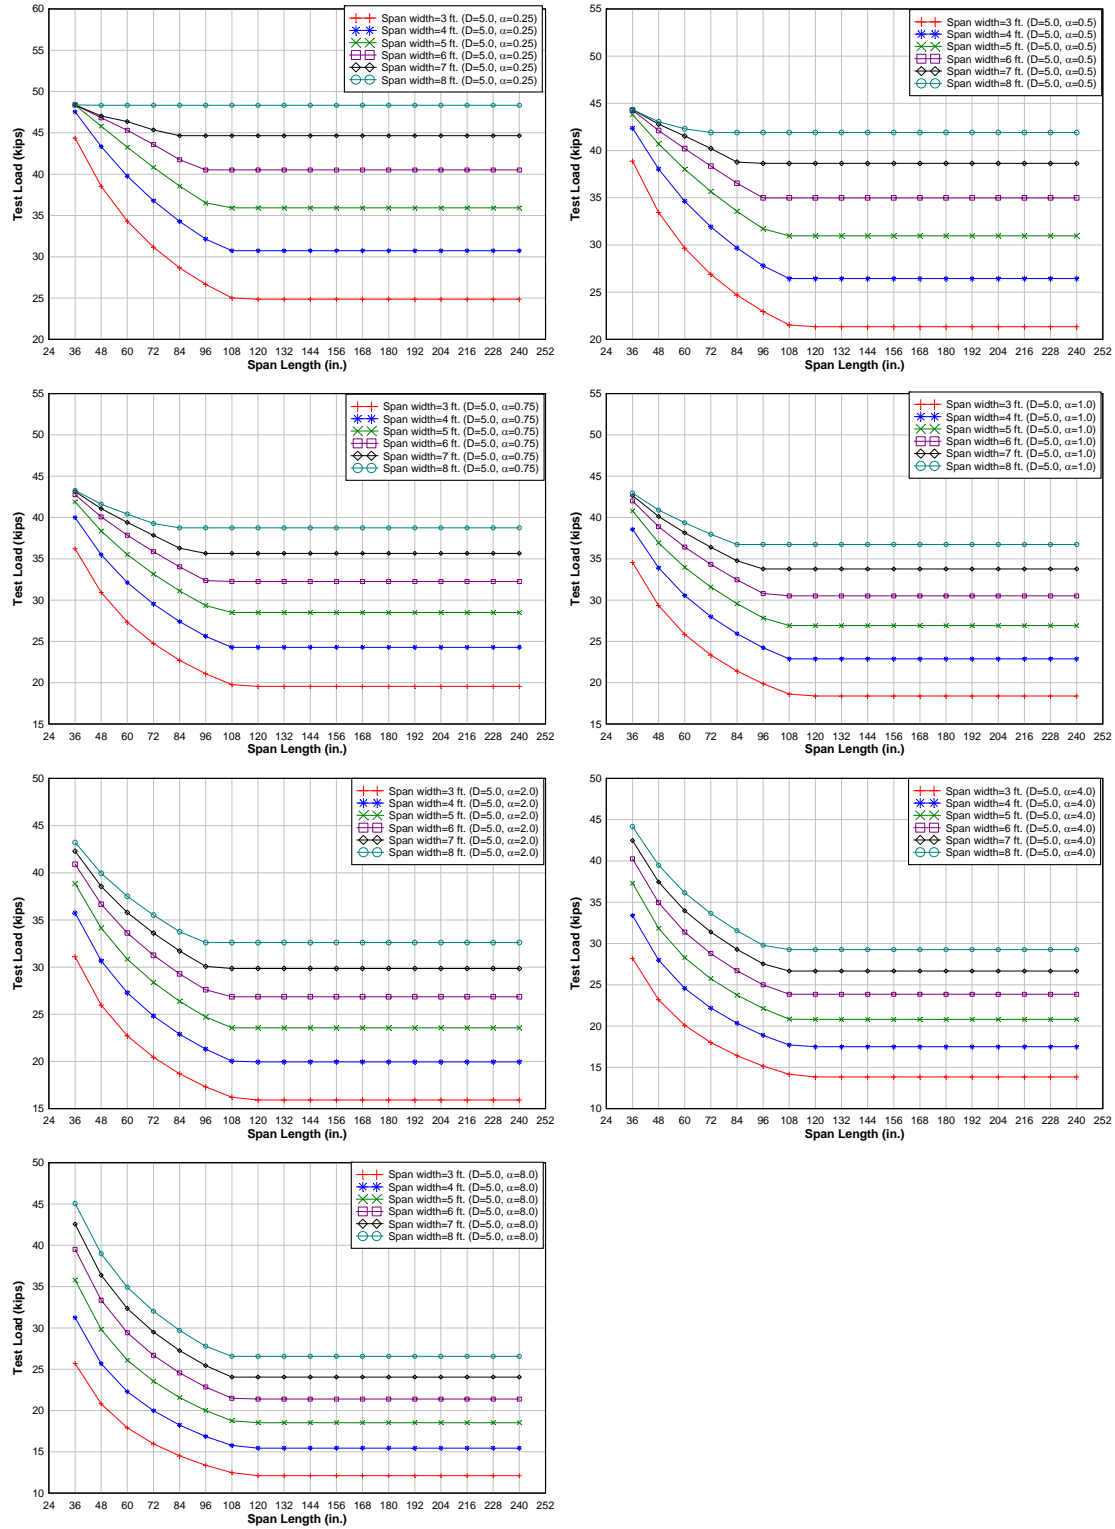 60
55
50
45
40
35
30
25
20
24 36 48 60 72 84 96 108 120 132 144 156 168 180 192 204 216 228 240 252
Span Length (in.)
Test Load (kips)
Span width=3 ft. (D=5.0, α=0.25)
Span width=4 ft. (D=5.0, α=0.25)
Span width=5 ft. (D=5.0, α=0.25)
Span width=6 ft. (D=5.0, α=0.25)
Span width=7 ft. (D=5.0, α=0.25)
Span width=8 ft. (D=5.0, α=0.25)
55
50
45
40
35
30
25
20
24 36 48 60 72 84 96 108 120 132 144 156 168 180 192 204 216 228 240 252
Span Length (in.)
Test Load (kips)
Span width=3 ft. (D=5.0, α=0.5)
Span width=4 ft. (D=5.0, α=0.5)
Span width=5 ft. (D=5.0, α=0.5)
Span width=6 ft. (D=5.0, α=0.5)
Span width=7 ft. (D=5.0, α=0.5)
Span width=8 ft. (D=5.0, α=0.5)
55
50
45
40
35
30
25
20
15
24 36 48 60 72 84 96 108 120 132 144 156 168 180 192 204 216 228 240 252
Span Length (in.)
Test Load (kips)
Span width=3 ft. (D=5.0, α=0.75)
Span width=4 ft. (D=5.0, α=0.75)
Span width=5 ft. (D=5.0, α=0.75)
Span width=6 ft. (D=5.0, α=0.75)
Span width=7 ft. (D=5.0, α=0.75)
Span width=8 ft. (D=5.0, α=0.75)
55
50
45
40
35
30
25
20
15
24 36 48 60 72 84 96 108 120 132 144 156 168 180 192 204 216 228 240 252
Span Length (in.)
Test Load (kips)
Span width=3 ft. (D=5.0, α=1.0)
Span width=4 ft. (D=5.0, α=1.0)
Span width=5 ft. (D=5.0, α=1.0)
Span width=6 ft. (D=5.0, α=1.0)
Span width=7 ft. (D=5.0, α=1.0)
Span width=8 ft. (D=5.0, α=1.0)
50
45
40
35
30
25
20
15
24 36 48 60 72 84 96 108 120 132 144 156 168 180 192 204 216 228 240 252
Span Length (in.)
Test Load (kips)
Span width=3 ft. (D=5.0, α=2.0)
Span width=4 ft. (D=5.0, α=2.0)
Span width=5 ft. (D=5.0, α=2.0)
Span width=6 ft. (D=5.0, α=2.0)
Span width=7 ft. (D=5.0, α=2.0)
Span width=8 ft. (D=5.0, α=2.0)
50
45
40
35
30
25
20
15
10
24 36 48 60 72 84 96 108 120 132 144 156 168 180 192 204 216 228 240 252
Span Length (in.)
Test Load (kips)
Span width=3 ft. (D=5.0, α=4.0)
Span width=4 ft. (D=5.0, α=4.0)
Span width=5 ft. (D=5.0, α=4.0)
Span width=6 ft. (D=5.0, α=4.0)
Span width=7 ft. (D=5.0, α=4.0)
Span width=8 ft. (D=5.0, α=4.0)
50
45
40
35
30
25
20
15
10
24 36 48 60 72 84 96 108 120 132 144 156 168 180 192 204 216 228 240 252
Span Length (in.)
Test Load (kips)
Span width=3 ft. (D=5.0, α=8.0)
Span width=4 ft. (D=5.0, α=8.0)
Span width=5 ft. (D=5.0, α=8.0)
Span width=6 ft. (D=5.0, α=8.0)
Span width=7 ft. (D=5.0, α=8.0)
Span width=8 ft. (D=5.0, α=8.0)